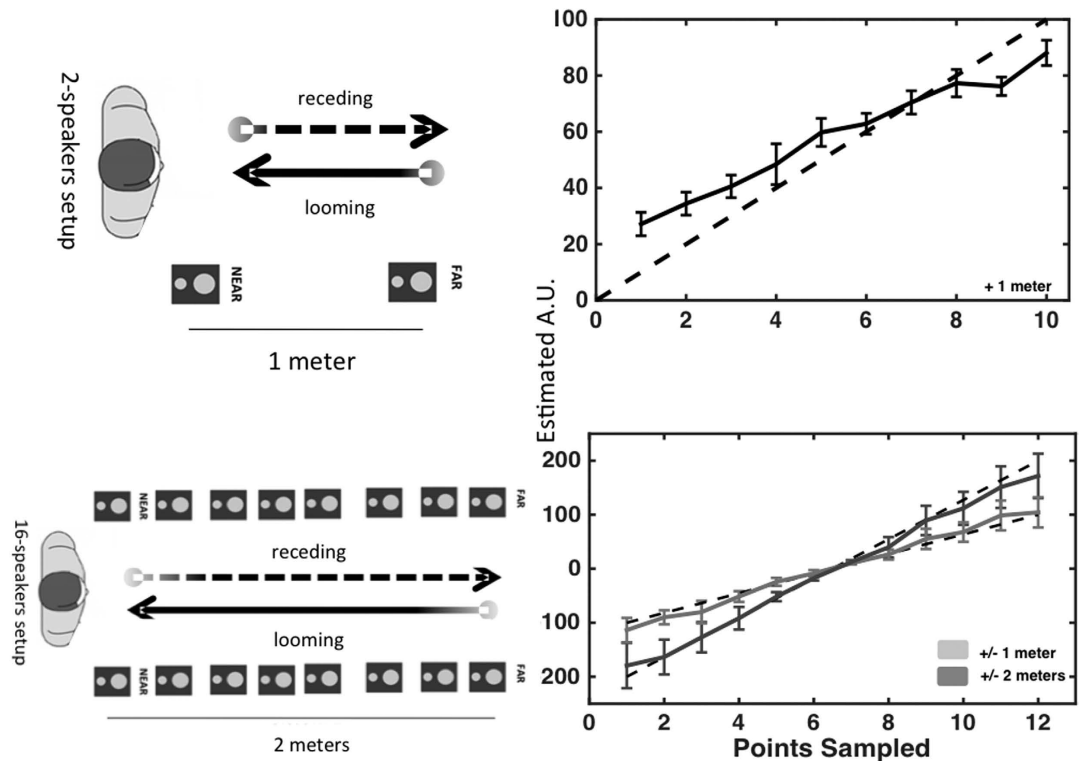 2-speakers setup
receding
looming
NEAR
FAR
1 meter
100
80
60
40
20
0
+ 1 meter
0
2
4
6
8
10
Estimated A.U.
16-speakers setup
NEAR
FAR
receding
looming
NEAR
FAR
2 meters
200
100
0
100
200
+/- 1 meter
+/- 2 meters
0
2
4
6
8
10
12
Points Sampled